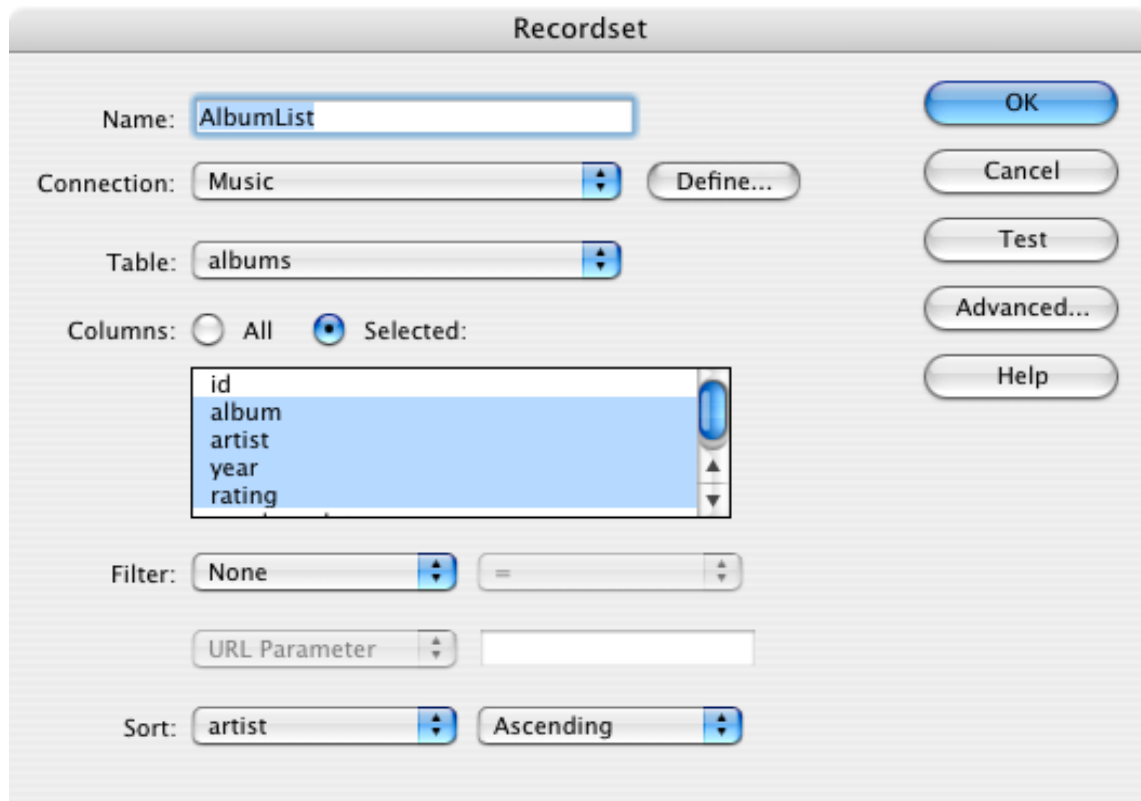 Recordset
Name: AlbumList
OK
Connection: Music Define...
Cancel
Table: albums
Test
Columns: All Selected:
Advanced...
id
Help
album
artist
year
rating
Filter: None =
URL Parameter
Sort: artist Ascending